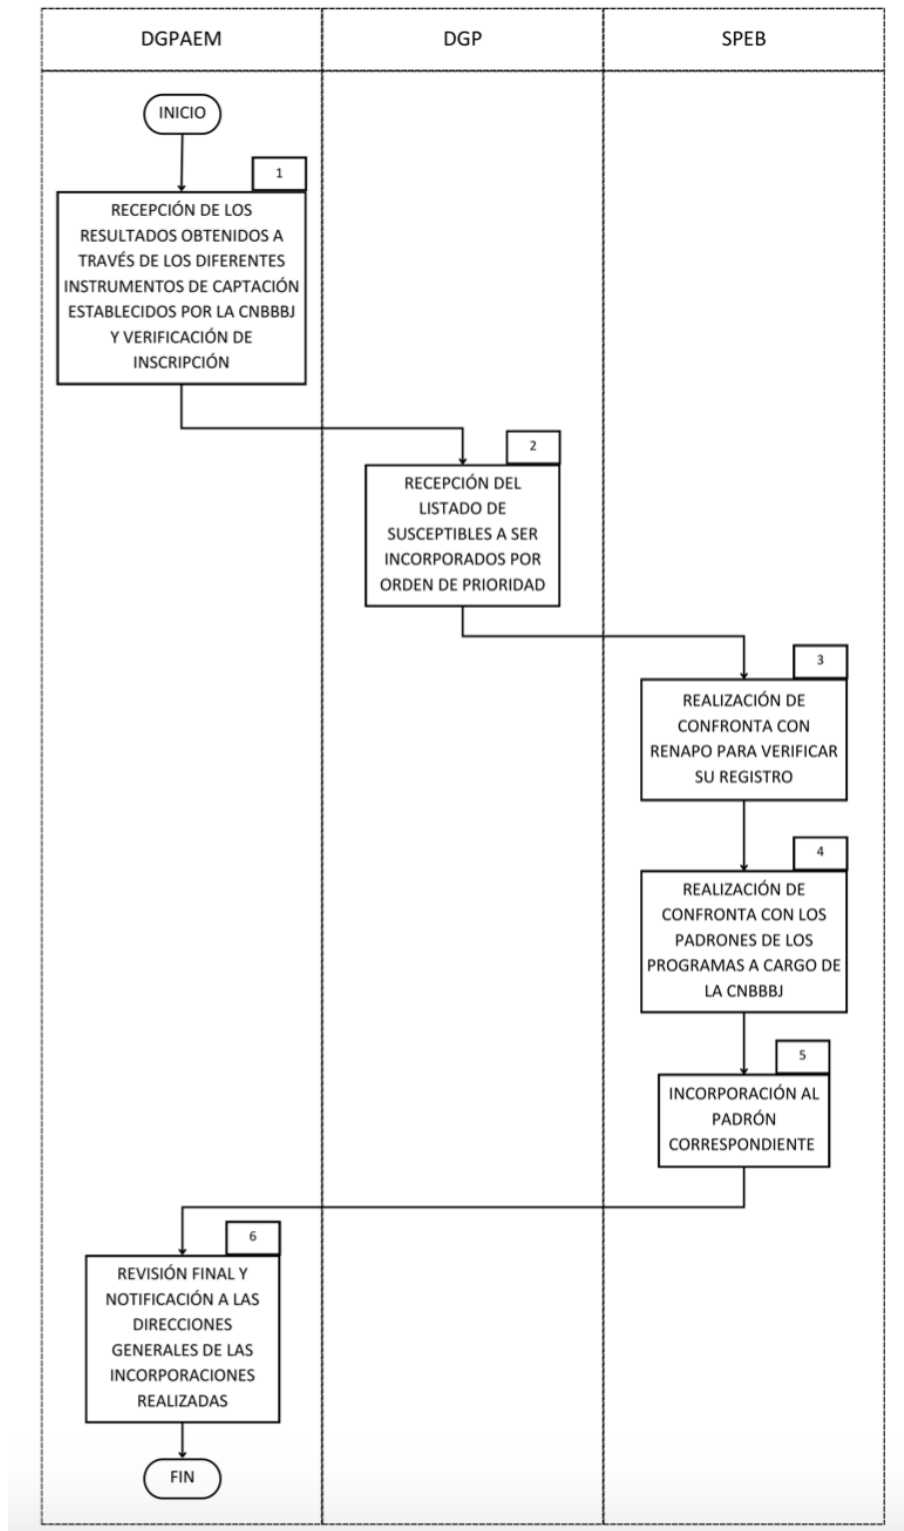 DGPAEM
DGP
SPEB
INICIO
1
RECEPCIÓN DE LOS
RESULTADOS OBTENIDOS A
TRAVÉS DE LOS DIFERENTES
INSTRUMENTOS DE CAPTACIÓN
ESTABLECIDOS POR LA CNBBBJ
Y VERIFICACIÓN DE
INSCRIPCIÓN
2
RECEPCIÓN DEL
LISTADO DE
SUSCEPTIBLES A SER
INCORPORADOS POR
ORDEN DE PRIORIDAD
3
REALIZACIÓN DE
CONFRONTA CON
RENAPO PARA VERIFICAR
SU REGISTRO
4
REALIZACIÓN DE
CONFRONTA CON LOS
PADRONES DE LOS
PROGRAMAS A CARGO DE
LA CNBBBJ
5
INCORPORACIÓN AL
PADRÓN
CORRESPONDIENTE
6
REVISIÓN FINAL Y
NOTIFICACIÓN A LAS
DIRECCIONES
GENERALES DE LAS
INCORPORACIONES
REALIZADAS
FIN